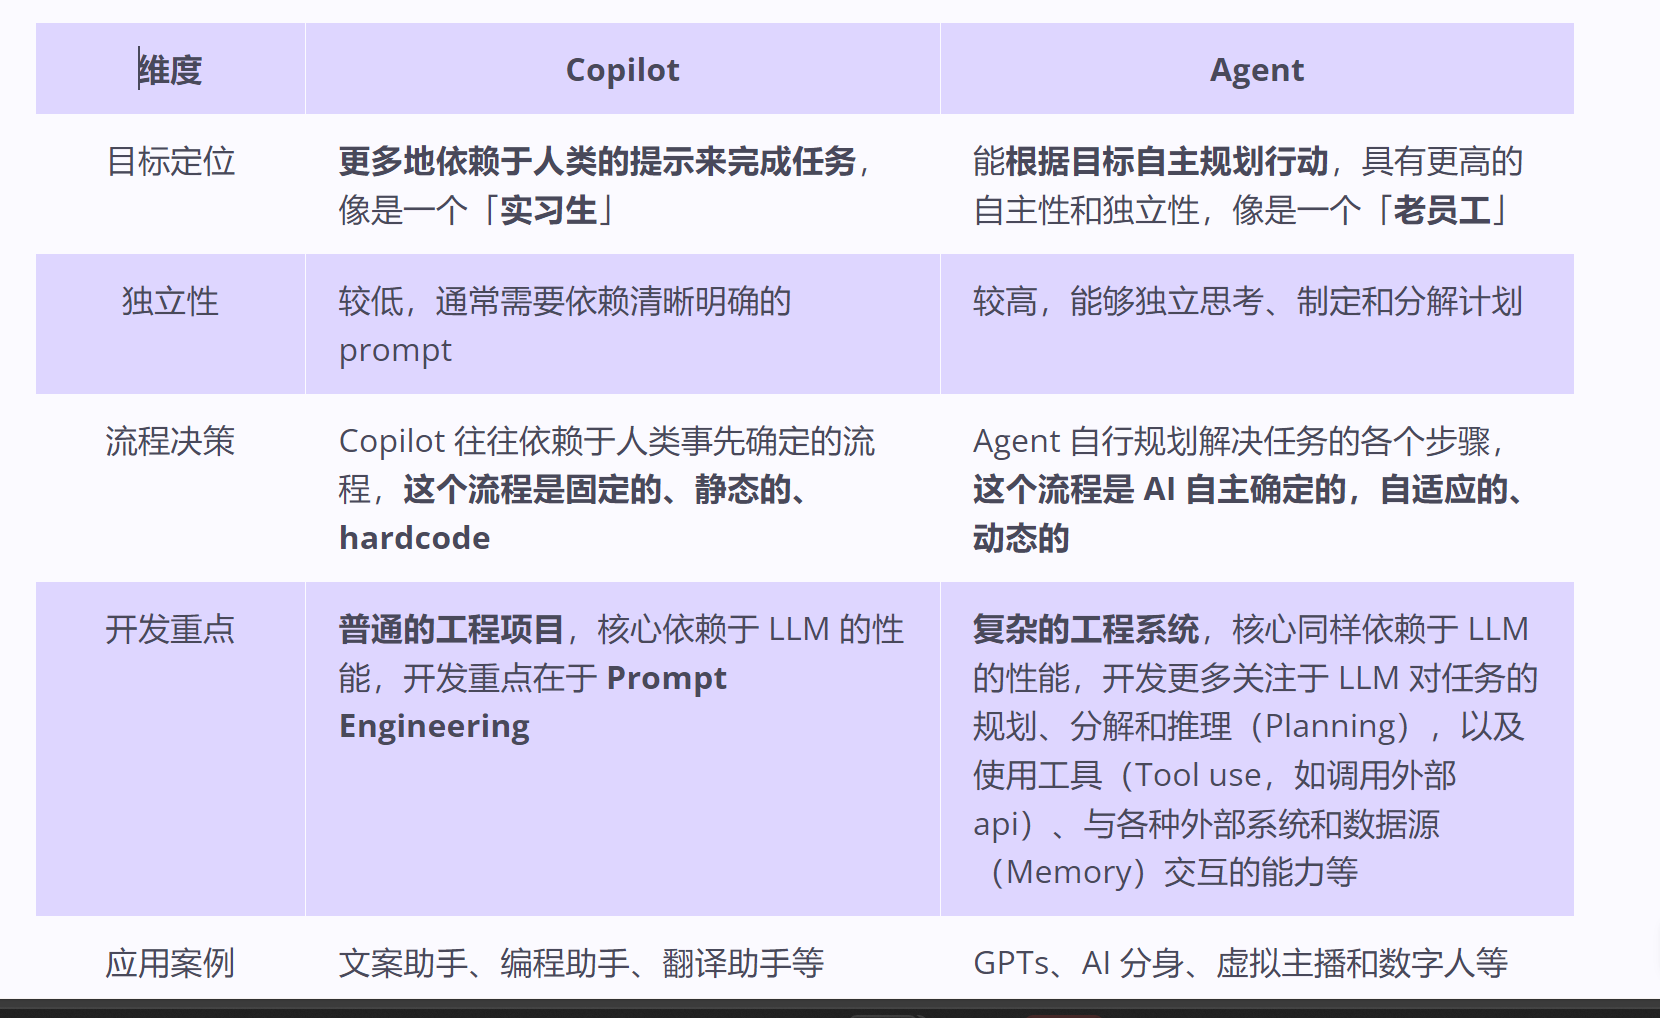 维度
Copilot
Agent
目标定位
更多地依赖于人类的提示来完成任务，
像是一个「实习生」
能根据目标自主规划行动，具有更高的
自主性和独立性，像是一个「老员工」
独立性
较低，通常需要依赖清晰明确的
prompt
较高，能够独立思考、制定和分解计划
流程决策
Copilot 往往依赖于人类事先确定的流
程，这个流程是固定的、静态的、
hardcode
Agent 自行规划解决任务的各个步骤，
这个流程是 AI 自主确定的，自适应的、
动态的
开发重点
普通的工程项目，核心依赖于 LLM 的性
能，开发重点在于 Prompt
Engineering
复杂的工程系统，核心同样依赖于 LLM
的性能，开发更多关注于 LLM 对任务的
规划、分解和推理（Planning），以及
使用工具（Tool use，如调用外部
api）、与各种外部系统和数据源
（Memory）交互的能力等
应用案例
文案助手、编程助手、翻译助手等
GPTs、AI 分身、虚拟主播和数字人等